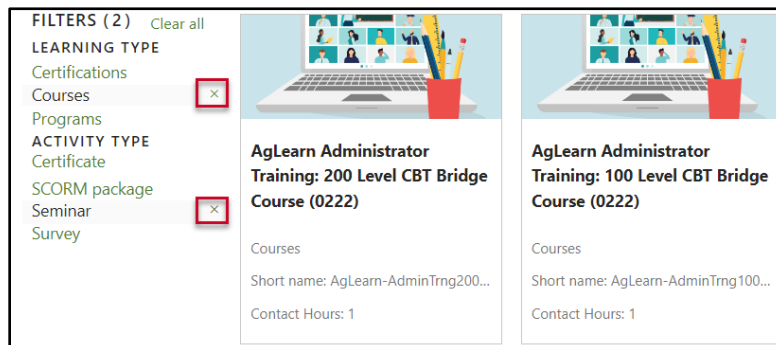 FILTERS (2) Clear all
LEARNING TYPE
Certifications
Courses ×
Programs
ACTIVITY TYPE
Certificate
SCORM package
Seminar ×
Survey
AgLearn Administrator
Training: 200 Level CBT Bridge
Course (0222)
Courses
Short name: AgLearn-AdminTrng200...
Contact Hours: 1
AgLearn Administrator
Training: 100 Level CBT Bridge
Course (0222)
Courses
Short name: AgLearn-AdminTrng100...
Contact Hours: 1